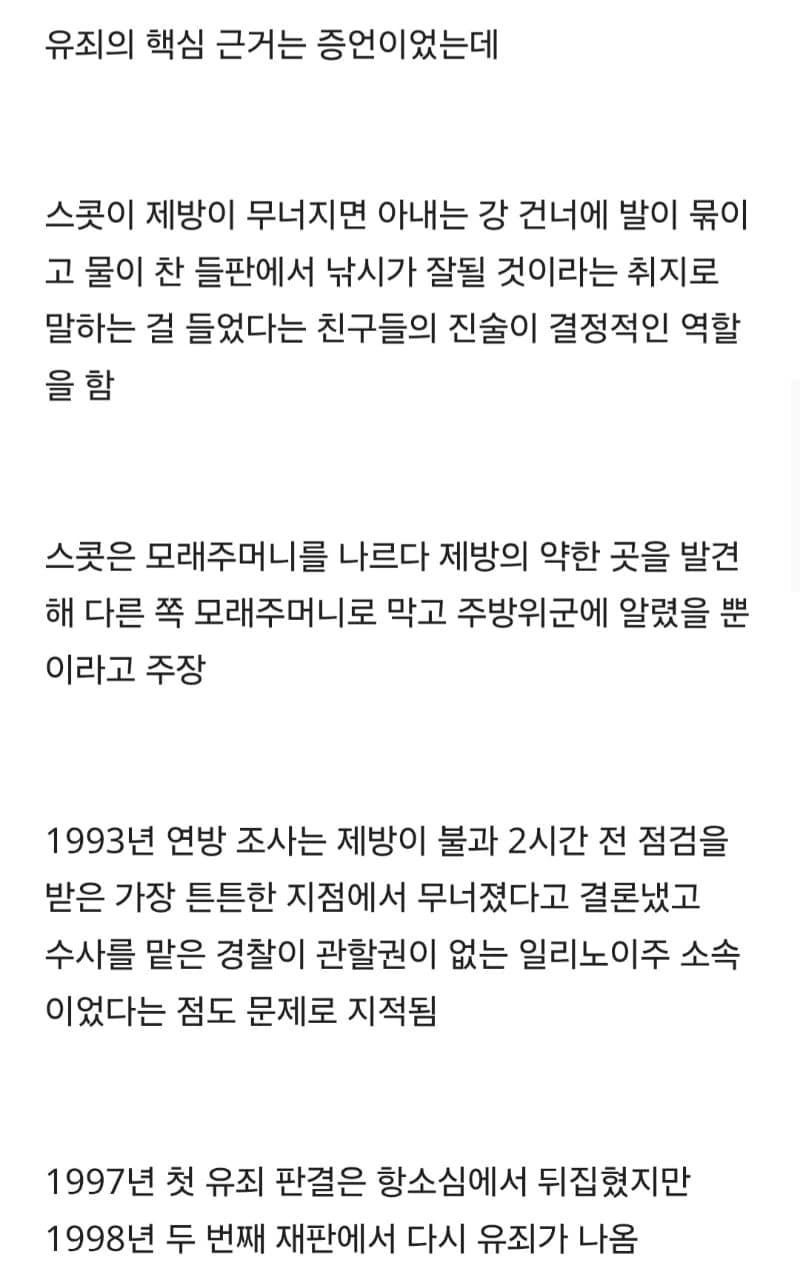 유죄의 핵심 근거는 증언이었는데
스콧이 제방이 무너지면 아내는 강 건너에 발이 묶이
고 물이 찬 들판에서 낚시가 잘될 것이라는 취지로
말하는 걸 들었다는 친구들의 진술이 결정적인 역할
을 함
스콧은 모래주머니를 나르다 제방의 약한 곳을 발견
해 다른 쪽 모래주머니로 막고 주방위군에 알렸을 뿐
이라고 주장
1993년 연방 조사는 제방이 불과 2시간 전 점검을
받은 가장 튼튼한 지점에서 무너졌다고 결론냈고
수사를 맡은 경찰이 관할권이 없는 일리노이주 소속
이었다는 점도 문제로 지적됨
1997년 첫 유죄 판결은 항소심에서 뒤집혔지만
1998년 두 번째 재판에서 다시 유죄가 나옴